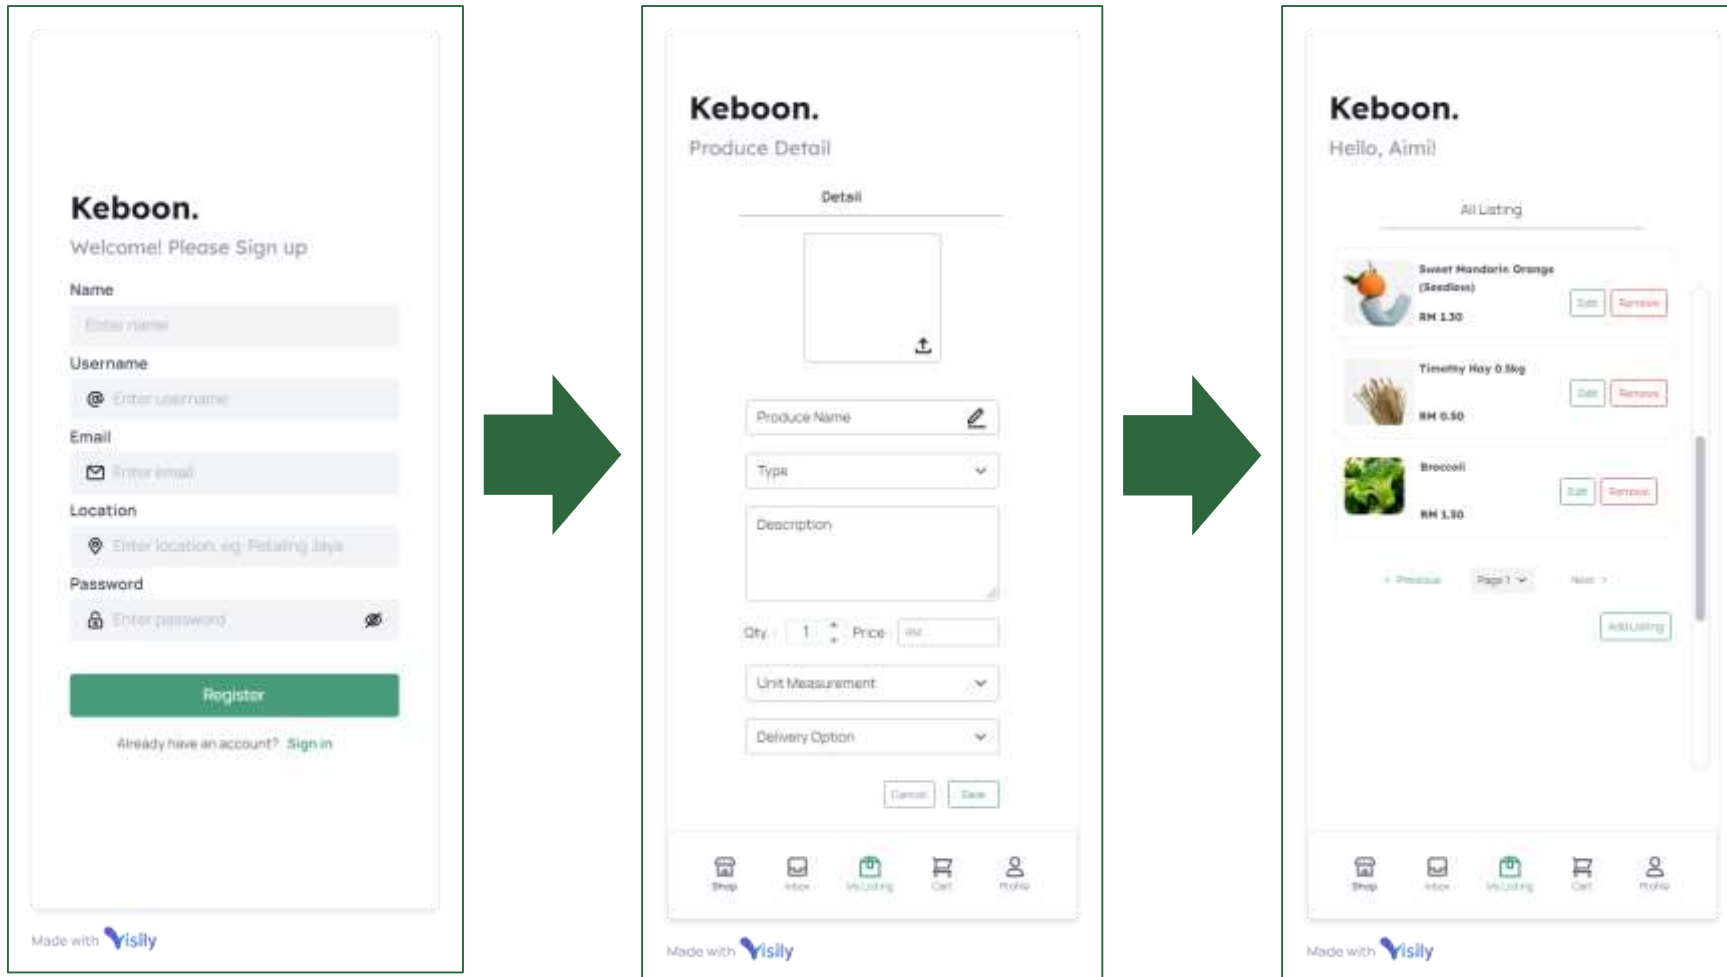 Keboon.
Welcome! Please Sign up
Name
Enter name
Username
@ Enter username
Email
Enter email
Location
Enter location, eg: Petaling Jaya
Password
Enter password
Register
Already have an account? Sign in
Made with Visily
Keboon.
Produce Detail
Detail
Produce Name
Type
Description
Qty. : 1 Price : RM
Unit Measurement
Delivery Option
Cancel Save
Shop Inbox My Listing Cart Profile
Made with Visily
Keboon.
Hello, Aimi!
All Listing
Sweet Mandarin Orange
(Seedless)
RM 1.30
Edit Remove
Timothy Hay 0.5kg
RM 0.50
Edit Remove
Broccoli
RM 1.50
Edit Remove
< Previous Page 1 Next >
Add Listing
Shop Inbox My Listing Cart Profile
Made with Visily